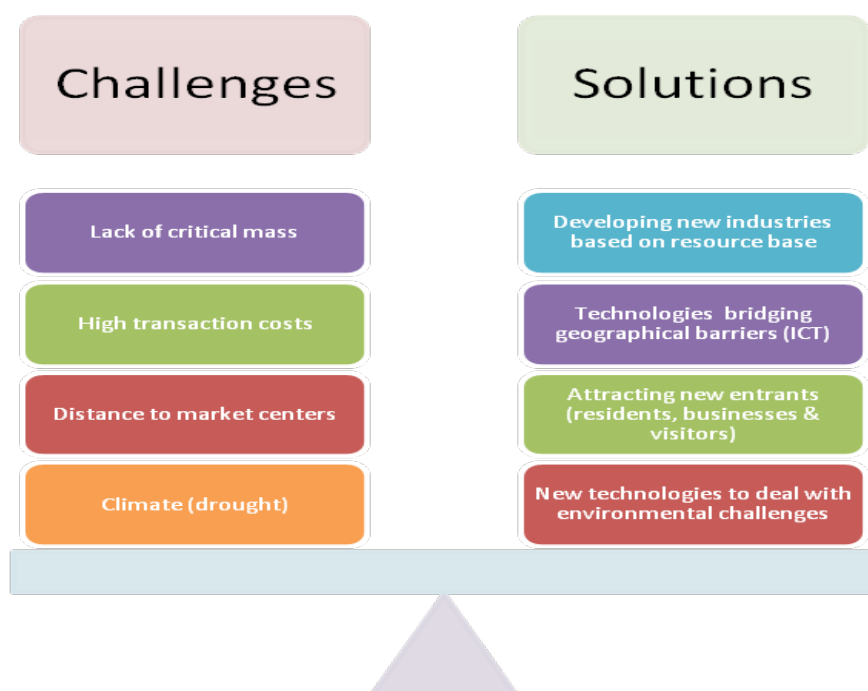 Challenges
Lack of critical mass
High transaction costs
Distance to market centers
Climate (drought)
Solutions
Developing new industries
based on resource base
Technologies bridging
geographical barriers (ICT)
Attracting new entrants
(residents, businesses &
visitors)
New technologies to deal with
environmental challenges